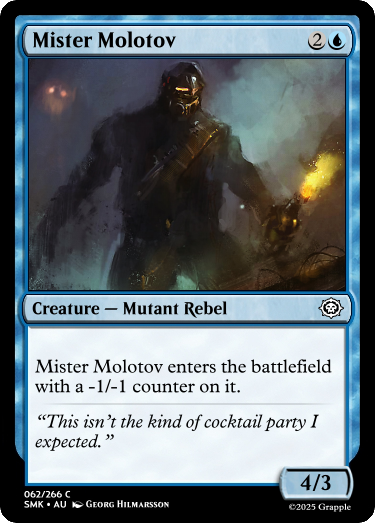 Mister Molotov 2
Creature — Mutant Rebel
Mister Molotov enters the battlefield
with a -1/-1 counter on it.
“This isn't the kind of cocktail party I
expected.”
4/3
062/266 C
SMK • AU Georg Hilmarsson
©2025 Grapple